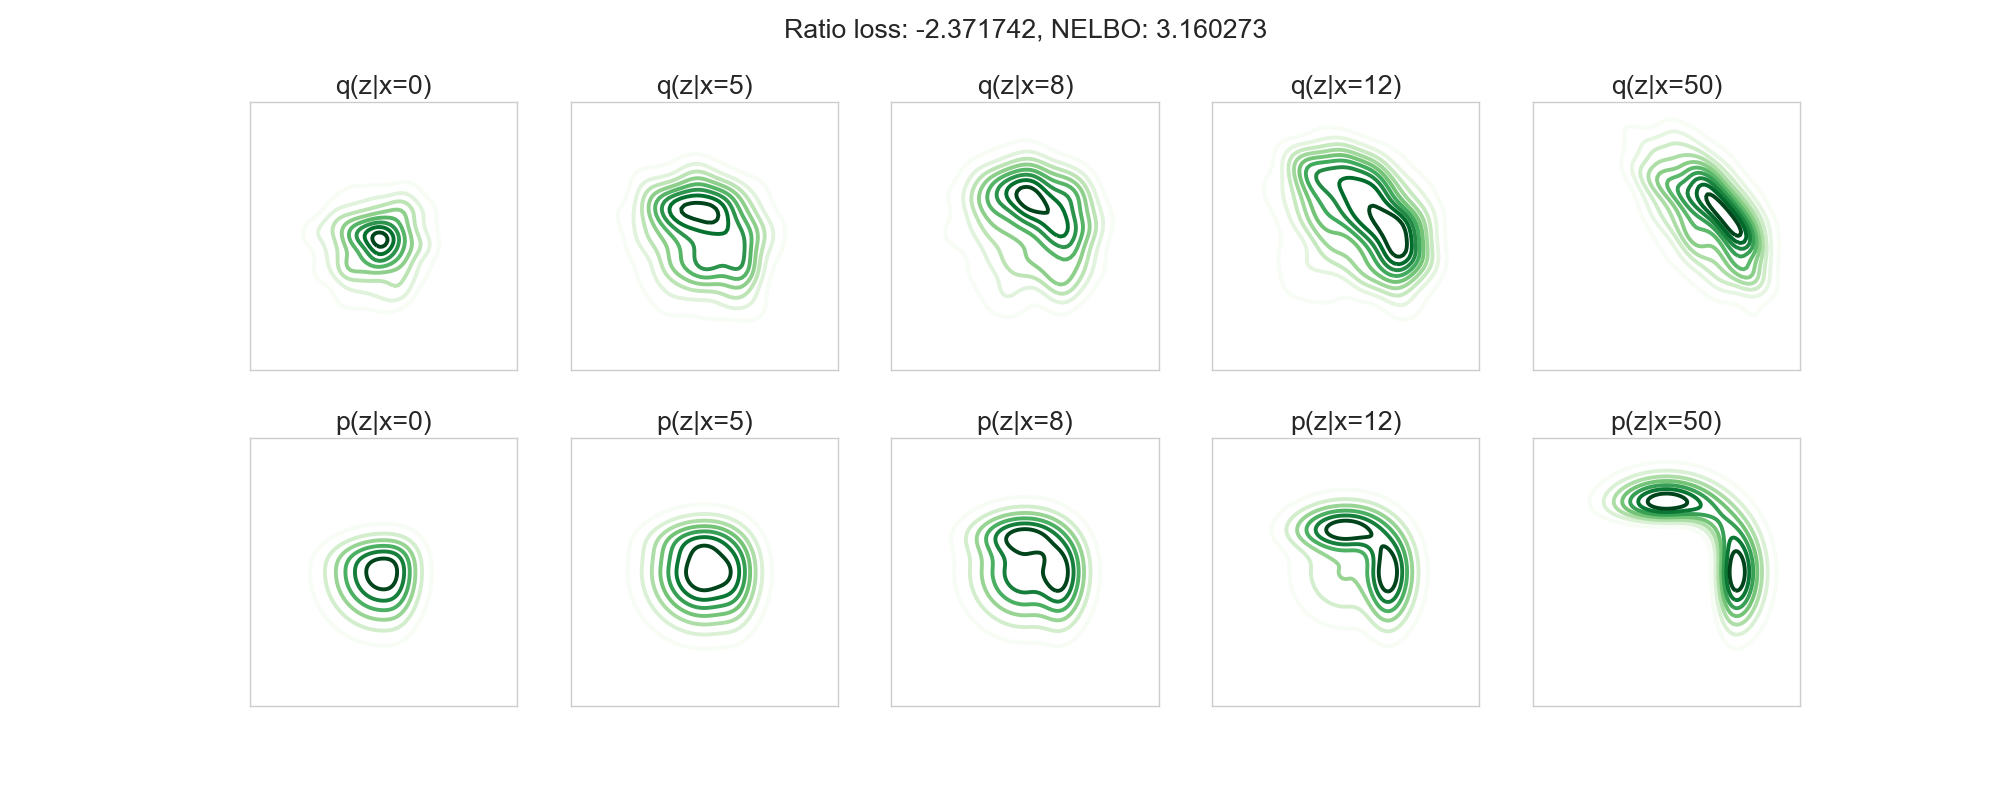 Ratio loss: -2.371742, NELBO: 3.160273
q(z|x=0) q(z|x=5) q(z|x=8) q(z|x=12) q(z|x=50)
p(z|x=0) p(z|x=5) p(z|x=8) p(z|x=12) p(z|x=50)